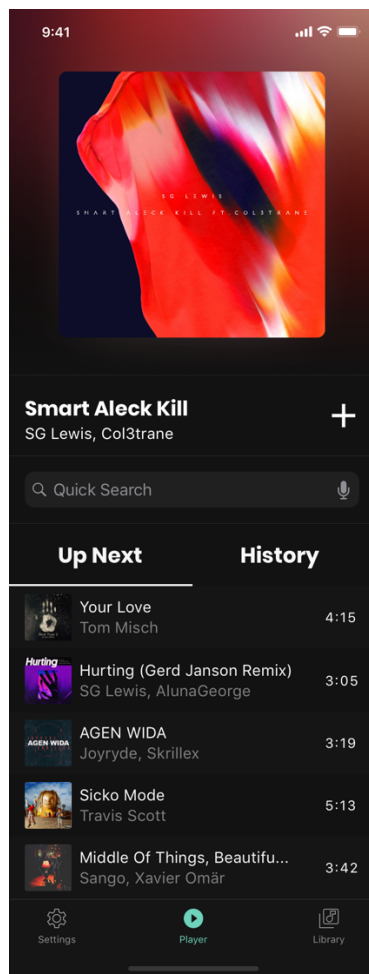 9:41
SG LEWIS
SMART ALECK KILL FT. COL3TRANE
Smart Aleck Kill
SG Lewis, Col3trane
Quick Search
Up Next
History
Your Love
Tom Misch
4:15
Hurting
Hurting (Gerd Janson Remix)
SG Lewis, AlunaGeorge
3:05
AGEN WIDA
AGEN WIDA
Joyryde, Skrillex
3:19
Sicko Mode
Travis Scott
5:13
Middle Of Things, Beautifu...
Sango, Xavier Omär
3:42
Settings
Player
Library